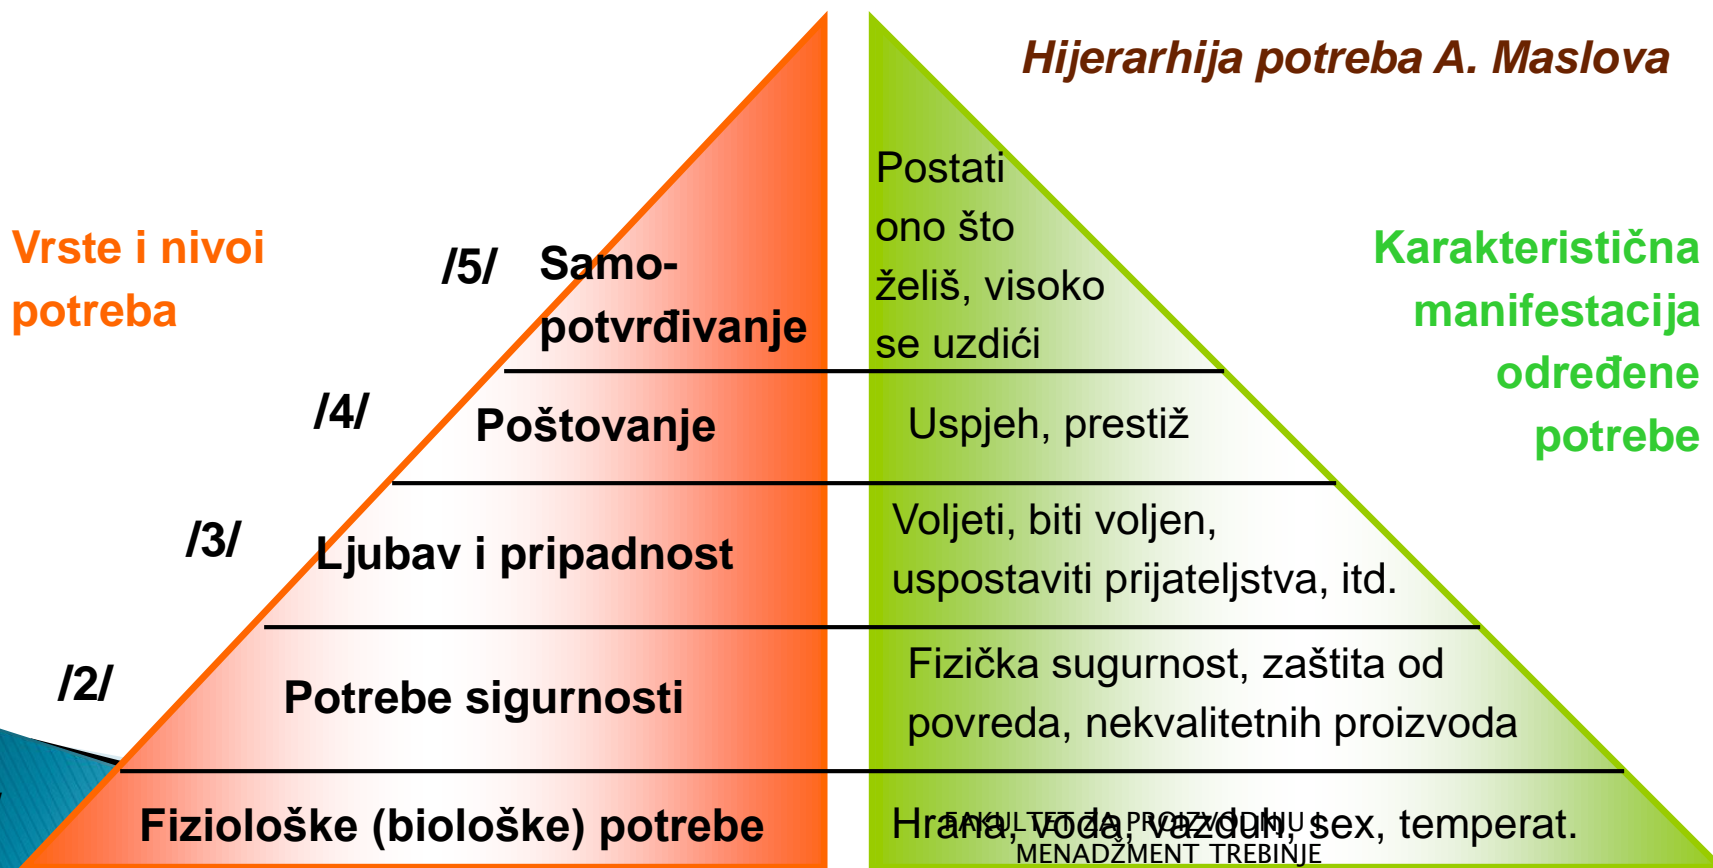 Hijerarhija potreba A. Maslova
Vrste i nivoi
potreba
Karakteristična
manifestacija
određene
potrebe
/5/
Samo-
potvrđivanje
Postati
ono što
želiš, visoko
se uzdići
/4/
Poštovanje
Uspjeh, prestiž
/3/
Ljubav i pripadnost
Voljeti, biti voljen,
uspostaviti prijateljstva, itd.
/2/
Potrebe sigurnosti
Fizička sugurnost, zaštita od
povreda, nekvalitetnih proizvoda
Fiziološke (biološke) potrebe
Hrana, voda, vazduh, sex, temperat.
FAKULTET ZA PROIZVODNJU I
MENADŽMENT TREBINJE